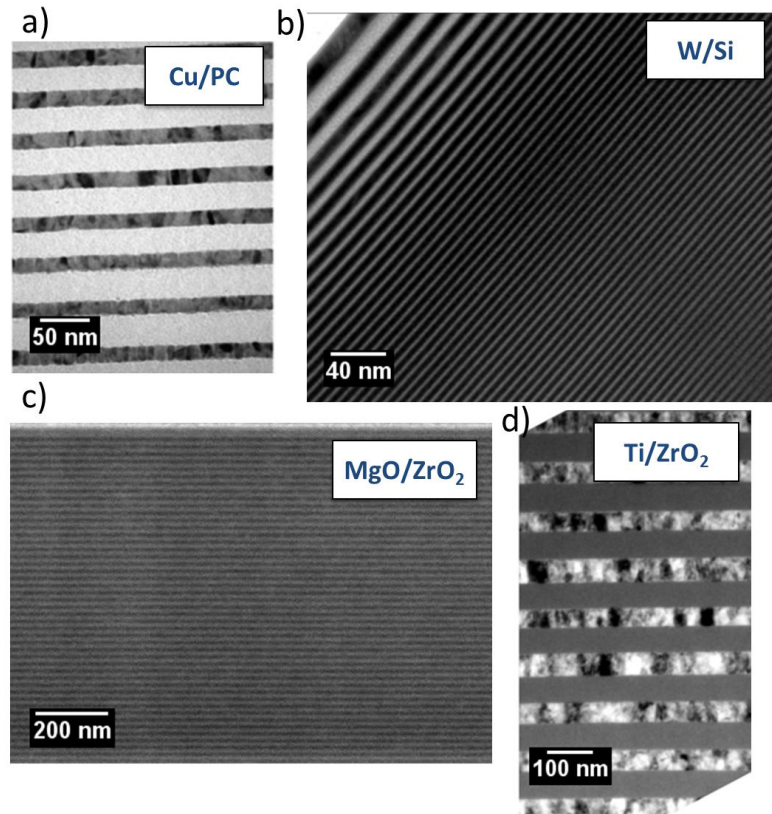 a)
Cu/PC
50 nm
b)
W/Si
40 nm
c)
MgO/ZrO₂
200 nm
d)
Ti/ZrO₂
100 nm